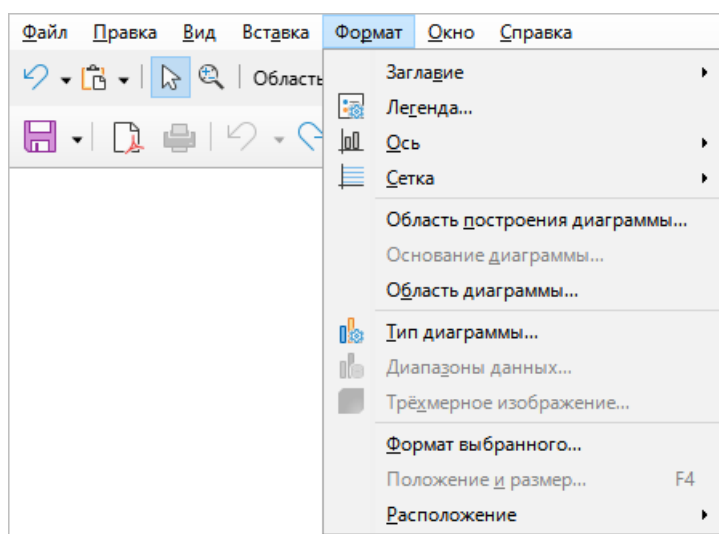 Файл Правка Вид Вставка Формат Окно Справка
Область
Заглавие
Легенда...
Ось
Сетка
Область построения диаграммы...
Основание диаграммы...
Область диаграммы...
Тип диаграммы...
Диапазоны данных...
Трёхмерное изображение...
Формат выбранного...
Положение и размер... F4
Расположение